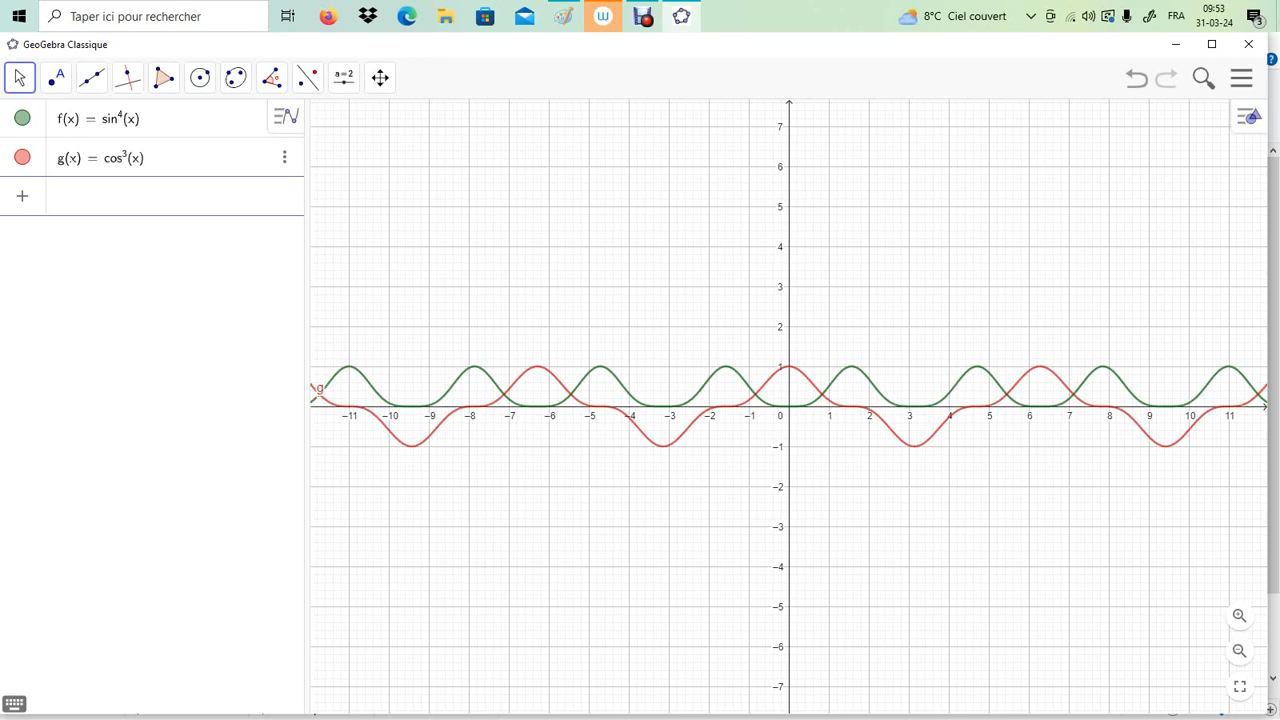 Taper ici pour rechercher
W
8°C Ciel couvert
FRA
09:53
31-03-24
3
GeoGebra Classique
?
A
a=2
f(x) = sin⁴(x)
g(x) = cos³(x)
+
7
6
5
4
3
2
1
g
−11 −10 −9 −8 −7 −6 −5 −4 −3 −2 −1 0 1 2 3 4 5 6 7 8 9 10 11
−1
−2
−3
−4
−5
−6
−7